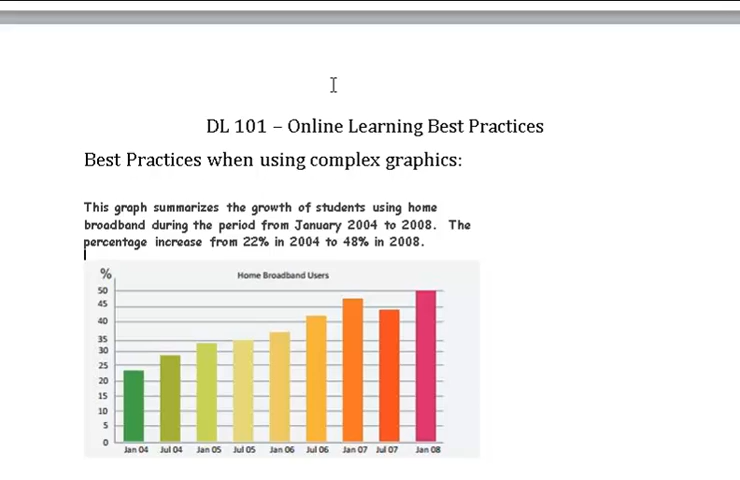 DL 101 – Online Learning Best Practices
Best Practices when using complex graphics:
This graph summarizes the growth of students using home
broadband during the period from January 2004 to 2008. The
percentage increase from 22% in 2004 to 48% in 2008.
%
Home Broadband Users
50
45
40
35
30
25
20
15
10
5
0
Jan 04 Jul 04 Jan 05 Jul 05 Jan 06 Jul 06 Jan 07 Jul 07 Jan 08